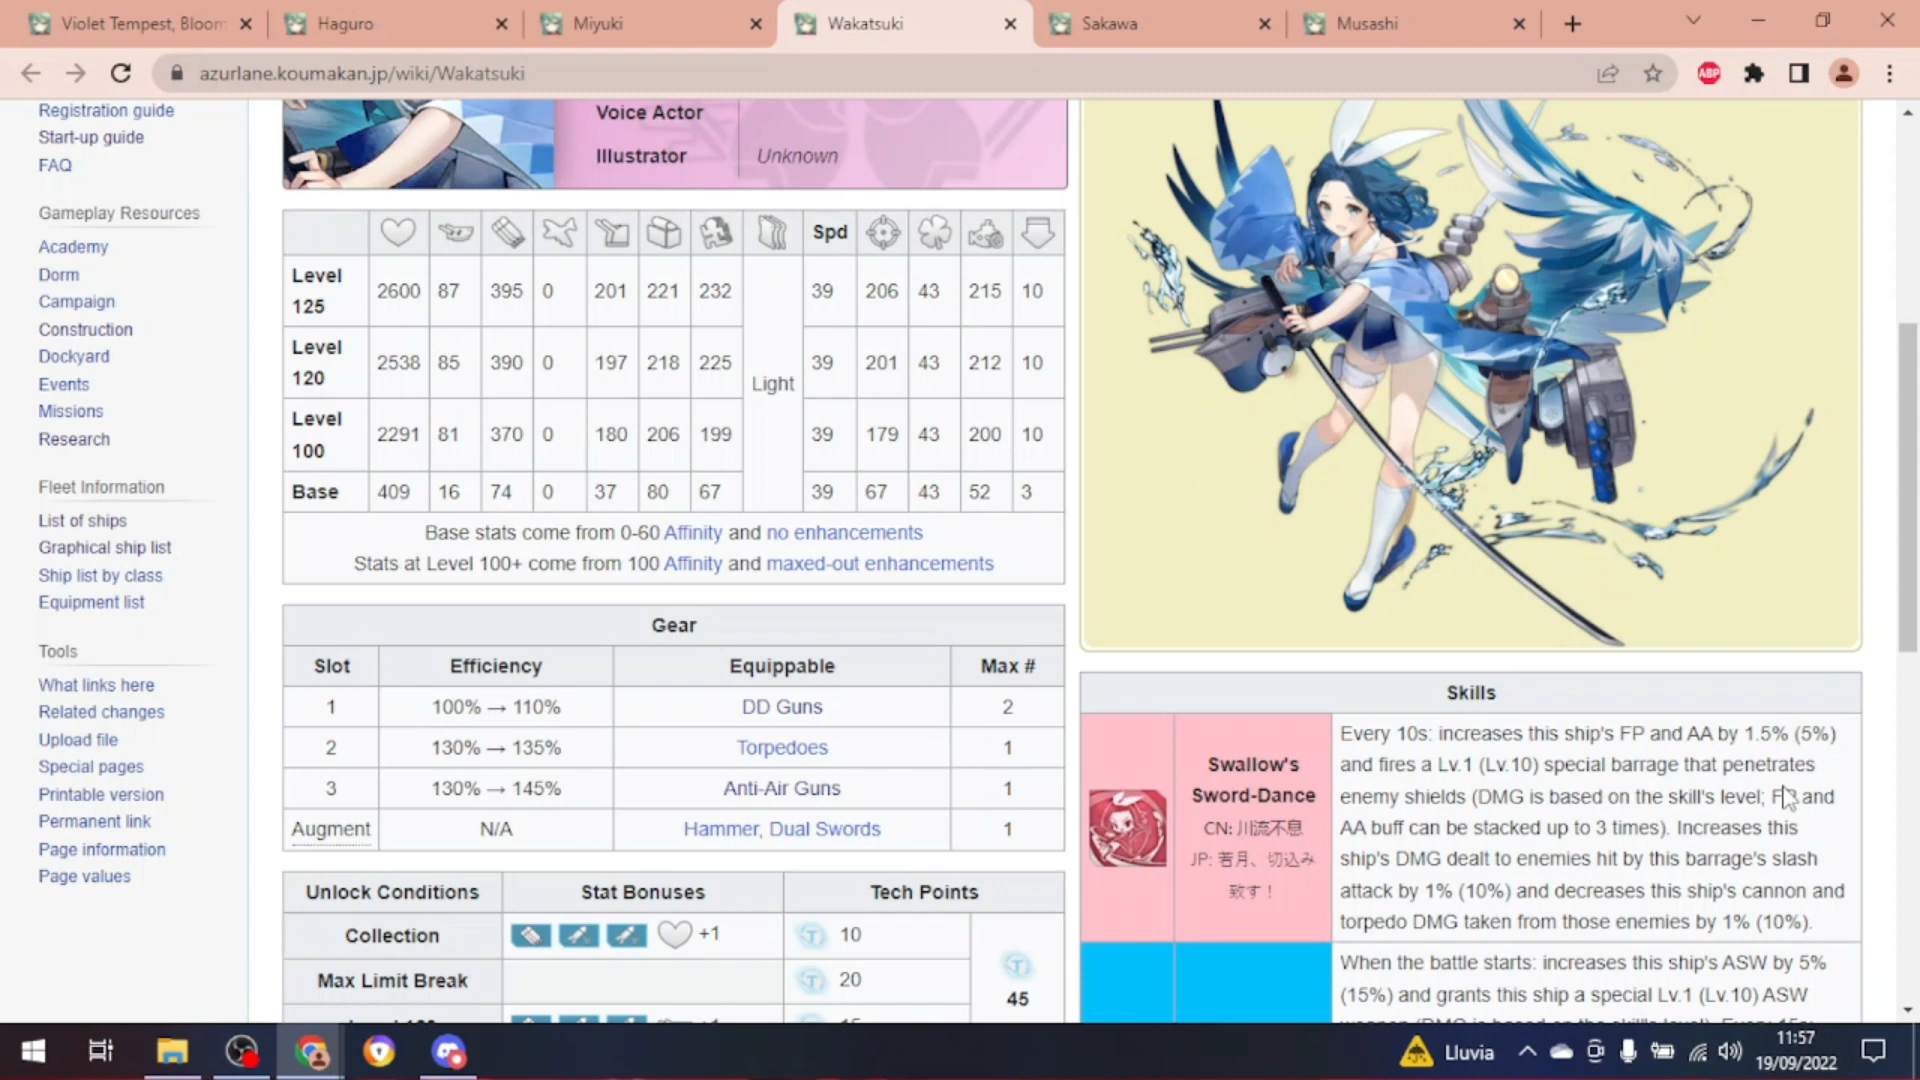 Violet Tempest, Bloom
Haguro
Miyuki
Wakatsuki
Sakawa
Musashi
azurlane.koumakan.jp/wiki/Wakatsuki
ABP
Registration guide
Start-up guide
FAQ
Gameplay Resources
Academy
Dorm
Campaign
Construction
Dockyard
Events
Missions
Research
Fleet Information
List of ships
Graphical ship list
Ship list by class
Equipment list
Tools
What links here
Related changes
Upload file
Special pages
Printable version
Permanent link
Page information
Page values
Voice Actor
Illustrator Unknown
Spd
Level 125 2600 87 395 0 201 221 232 39 206 43 215 10
Level 120 2538 85 390 0 197 218 225 Light 39 201 43 212 10
Level 100 2291 81 370 0 180 206 199 39 179 43 200 10
Base 409 16 74 0 37 80 67 39 67 43 52 3
Base stats come from 0-60 Affinity and no enhancements
Stats at Level 100+ come from 100 Affinity and maxed-out enhancements
Gear
Slot Efficiency Equippable Max #
1 100% → 110% DD Guns 2
2 130% → 135% Torpedoes 1
3 130% → 145% Anti-Air Guns 1
Augment N/A Hammer, Dual Swords 1
Unlock Conditions Stat Bonuses Tech Points
Collection +1 10
Max Limit Break 20
45
Skills
Swallow's
Sword-Dance
CN: 川流不息
JP: 若月、切込み
致す！
Every 10s: increases this ship's FP and AA by 1.5% (5%)
and fires a Lv.1 (Lv.10) special barrage that penetrates
enemy shields (DMG is based on the skill's level; FP and
AA buff can be stacked up to 3 times). Increases this
ship's DMG dealt to enemies hit by this barrage's slash
attack by 1% (10%) and decreases this ship's cannon and
torpedo DMG taken from those enemies by 1% (10%).
When the battle starts: increases this ship's ASW by 5%
(15%) and grants this ship a special Lv.1 (Lv.10) ASW
Lluvia
11:57
19/09/2022